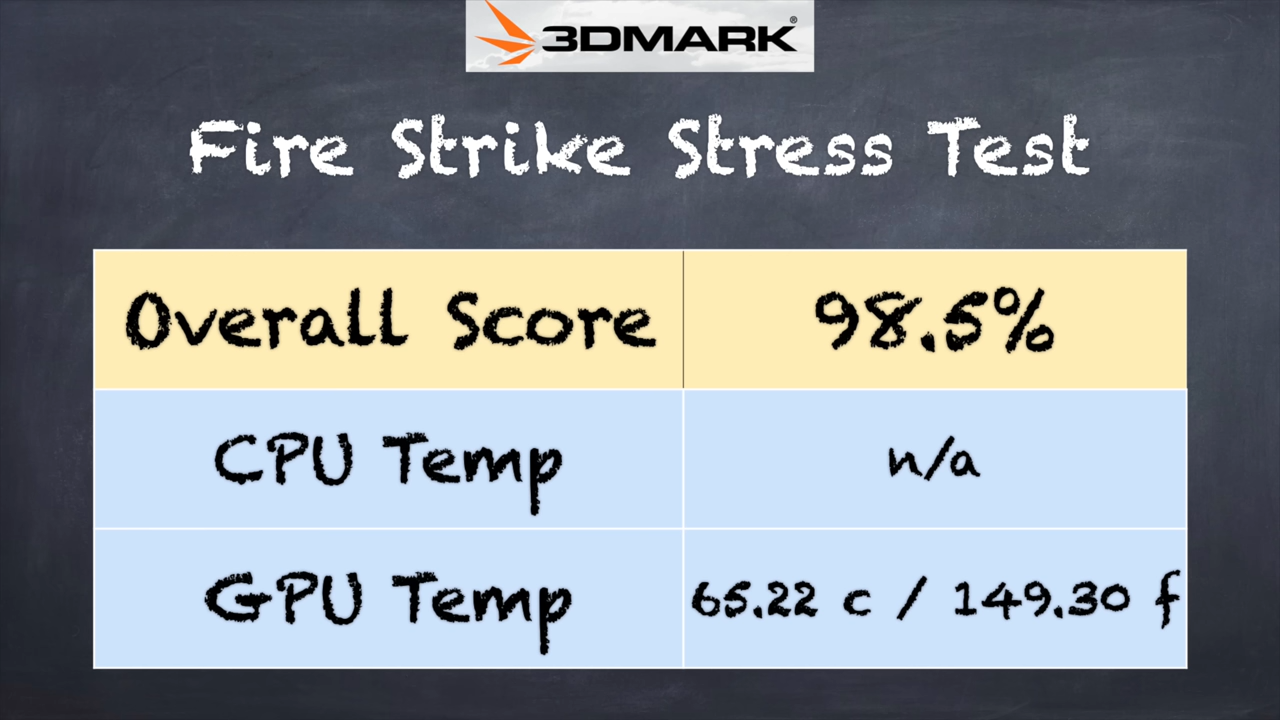 3DMARK®
Fire Strike Stress Test
Overall Score 98.5%
CPU Temp n/a
GPU Temp 65.22 c / 149.30 f